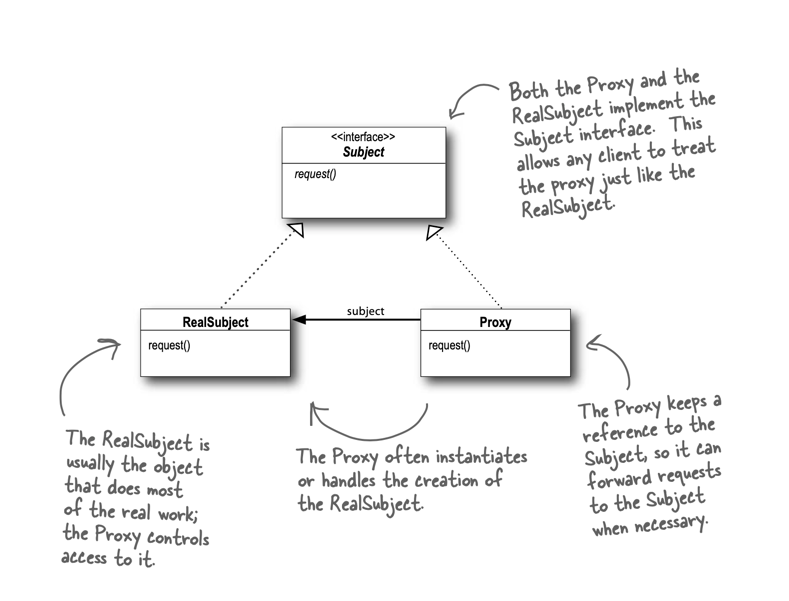 Both the Proxy and the
RealSubject implement the
Subject interface. This
allows any client to treat
the proxy just like the
RealSubject.
<<interface>>
Subject
request()
RealSubject
request()
subject
Proxy
request()
The RealSubject is
usually the object
that does most
of the real work;
the Proxy controls
access to it.
The Proxy often instantiates
or handles the creation of
the RealSubject.
The Proxy keeps a
reference to the
Subject, so it can
forward requests
to the Subject
when necessary.